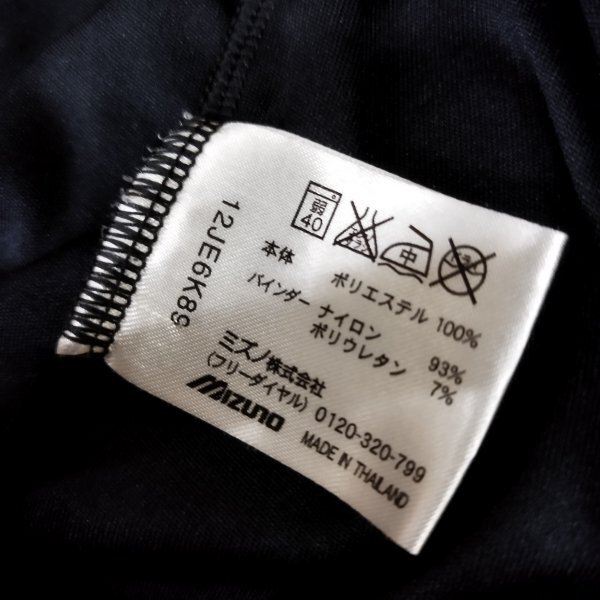 限
40
中
12JE6K89
本体 ポリエステル 100%
バインダー ナイロン 93%
ポリウレタン 7%
ミズノ株式会社
(フリーダイヤル) 0120-320-799
MIZUNO
MADE IN THAILAND